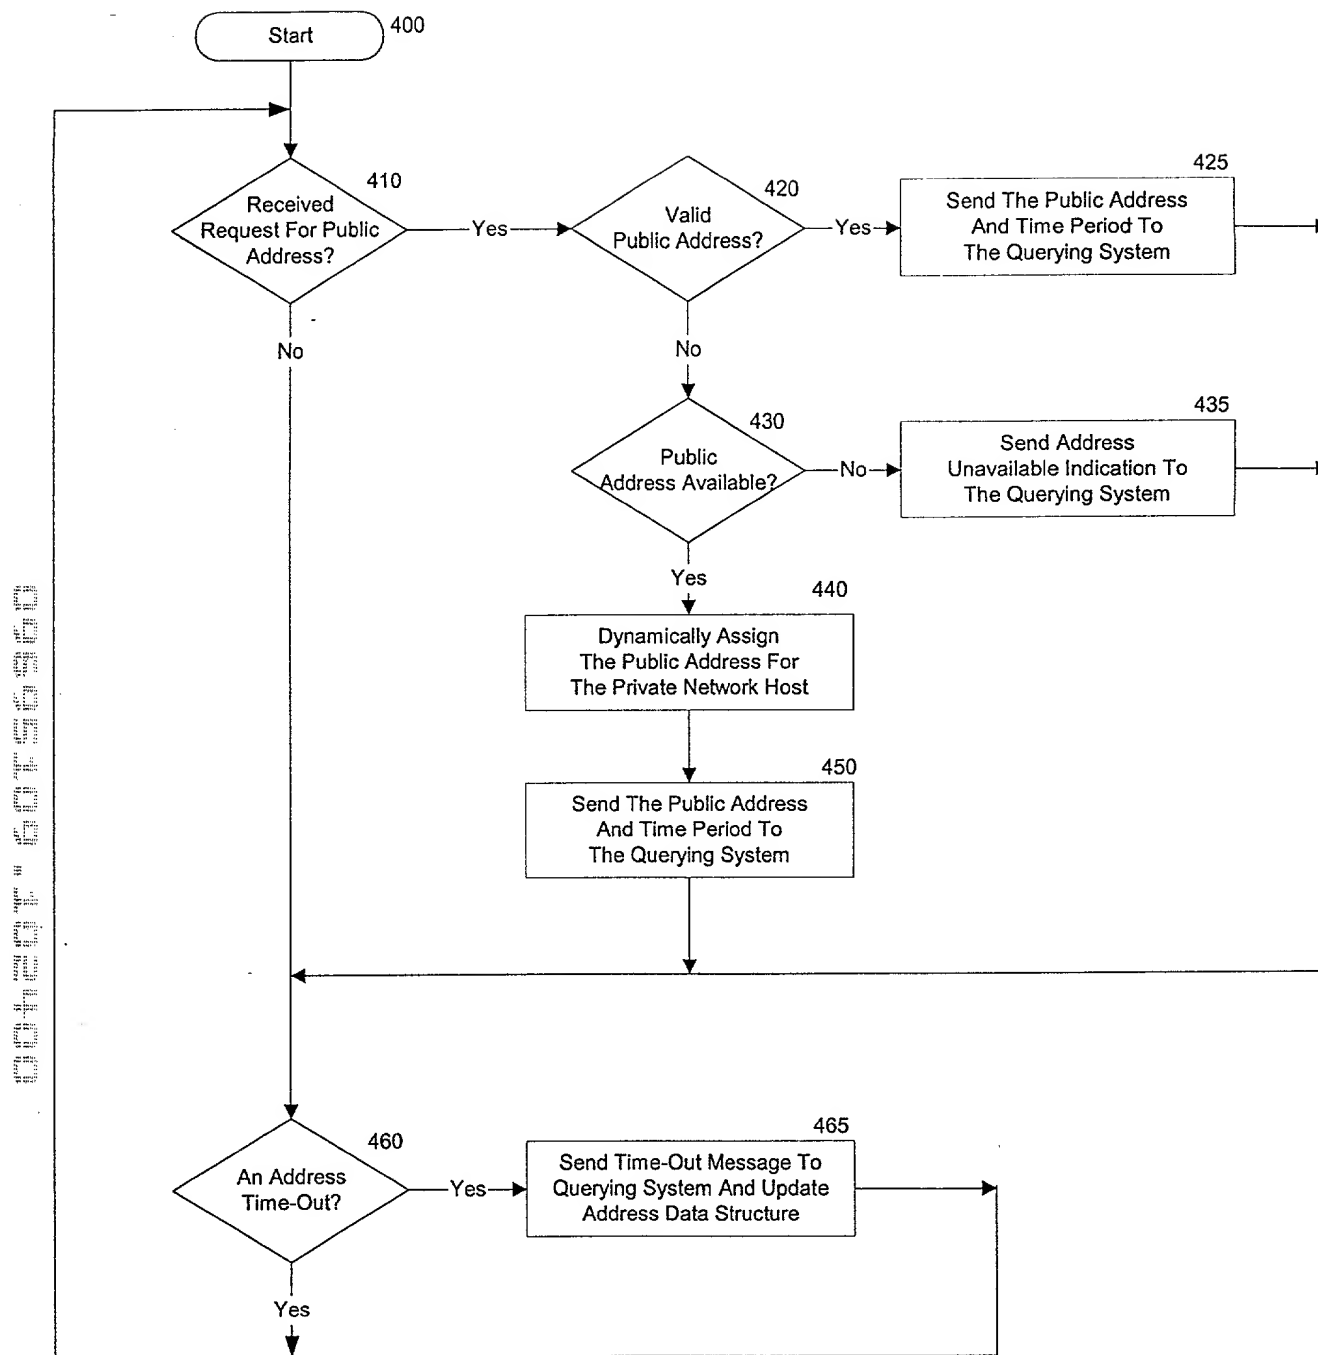 Start
400
410
Received
Request For Public
Address?
Yes
420
Valid
Public Address?
Yes
425
Send The Public Address
And Time Period To
The Querying System
No
No
430
Public
Address Available?
No
435
Send Address
Unavailable Indication To
The Querying System
Yes
440
Dynamically Assign
The Public Address For
The Private Network Host
450
Send The Public Address
And Time Period To
The Querying System
460
An Address
Time-Out?
Yes
465
Send Time-Out Message To
Querying System And Update
Address Data Structure
Yes